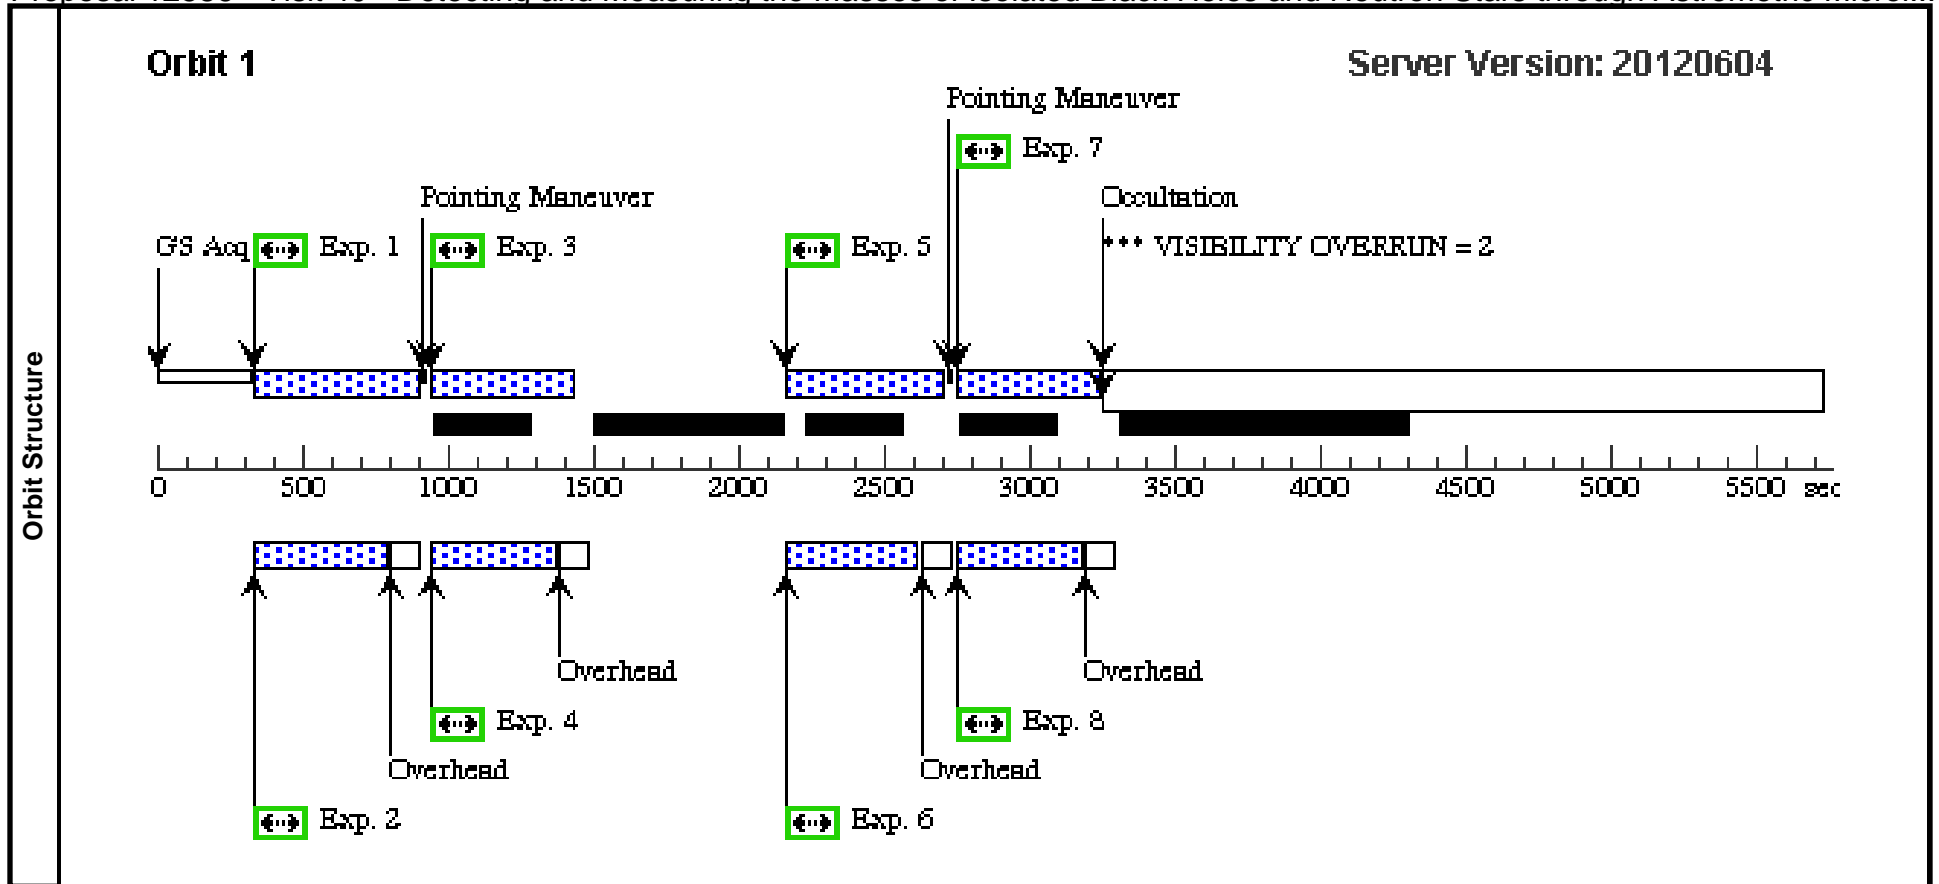 Orbit 1
Server Version: 20120604
Pointing Maneuver
Exp. 7
Pointing Maneuver
Occultation
GS Acq
Exp. 1
Exp. 3
Exp. 5
*** VISIBILITY OVERRUN = 2
Orbit Structure
0 500 1000 1500 2000 2500 3000 3500 4000 4500 5000 5500 sec
Overhead
Overhead
Exp. 4
Exp. 8
Overhead
Overhead
Exp. 2
Exp. 6